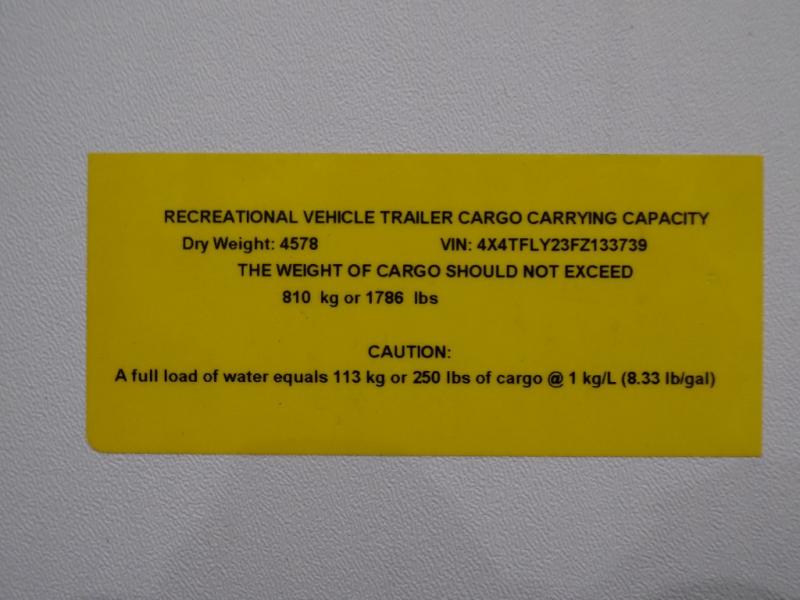 RECREATIONAL VEHICLE TRAILER CARGO CARRYING CAPACITY
Dry Weight: 4578 VIN: 4X4TFLY23FZ133739
THE WEIGHT OF CARGO SHOULD NOT EXCEED
810 kg or 1786 lbs
CAUTION:
A full load of water equals 113 kg or 250 lbs of cargo @ 1 kg/L (8.33 lb/gal)